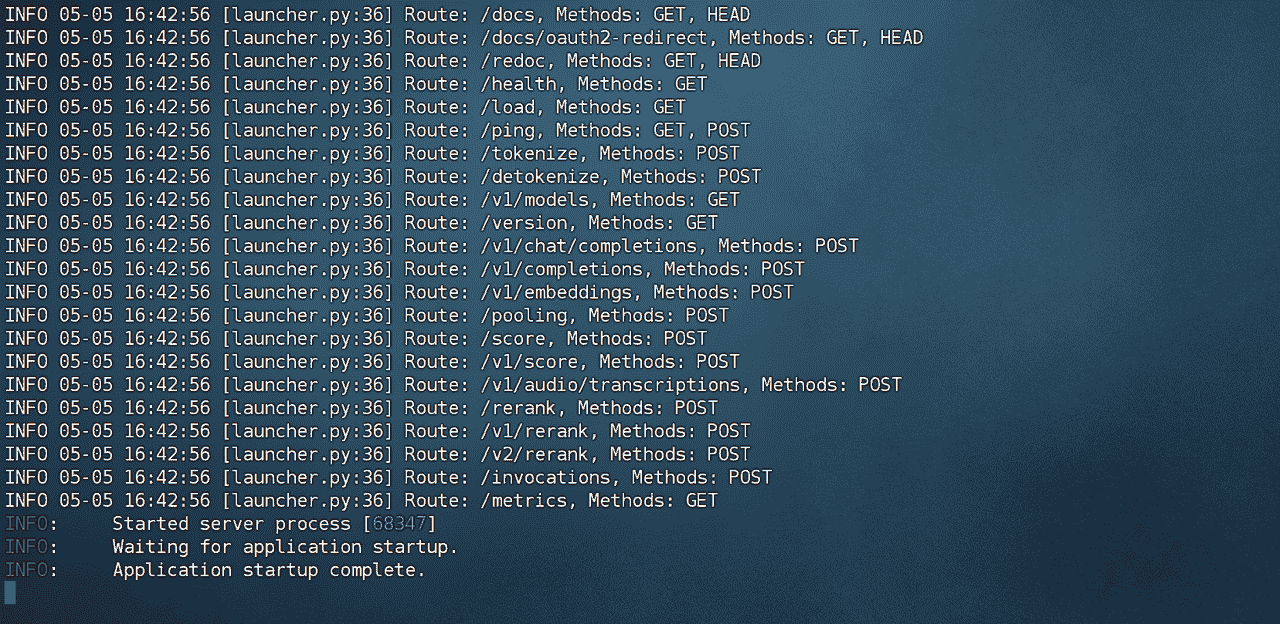 INFO 05-05 16:42:56 [launcher.py:36] Route: /docs, Methods: GET, HEAD
INFO 05-05 16:42:56 [launcher.py:36] Route: /docs/oauth2-redirect, Methods: GET, HEAD
INFO 05-05 16:42:56 [launcher.py:36] Route: /redoc, Methods: GET, HEAD
INFO 05-05 16:42:56 [launcher.py:36] Route: /health, Methods: GET
INFO 05-05 16:42:56 [launcher.py:36] Route: /load, Methods: GET
INFO 05-05 16:42:56 [launcher.py:36] Route: /ping, Methods: GET, POST
INFO 05-05 16:42:56 [launcher.py:36] Route: /tokenize, Methods: POST
INFO 05-05 16:42:56 [launcher.py:36] Route: /detokenize, Methods: POST
INFO 05-05 16:42:56 [launcher.py:36] Route: /v1/models, Methods: GET
INFO 05-05 16:42:56 [launcher.py:36] Route: /version, Methods: GET
INFO 05-05 16:42:56 [launcher.py:36] Route: /v1/chat/completions, Methods: POST
INFO 05-05 16:42:56 [launcher.py:36] Route: /v1/completions, Methods: POST
INFO 05-05 16:42:56 [launcher.py:36] Route: /v1/embeddings, Methods: POST
INFO 05-05 16:42:56 [launcher.py:36] Route: /pooling, Methods: POST
INFO 05-05 16:42:56 [launcher.py:36] Route: /score, Methods: POST
INFO 05-05 16:42:56 [launcher.py:36] Route: /v1/score, Methods: POST
INFO 05-05 16:42:56 [launcher.py:36] Route: /v1/audio/transcriptions, Methods: POST
INFO 05-05 16:42:56 [launcher.py:36] Route: /rerank, Methods: POST
INFO 05-05 16:42:56 [launcher.py:36] Route: /v1/rerank, Methods: POST
INFO 05-05 16:42:56 [launcher.py:36] Route: /v2/rerank, Methods: POST
INFO 05-05 16:42:56 [launcher.py:36] Route: /invocations, Methods: POST
INFO 05-05 16:42:56 [launcher.py:36] Route: /metrics, Methods: GET
INFO:     Started server process [68347]
INFO:     Waiting for application startup.
INFO:     Application startup complete.